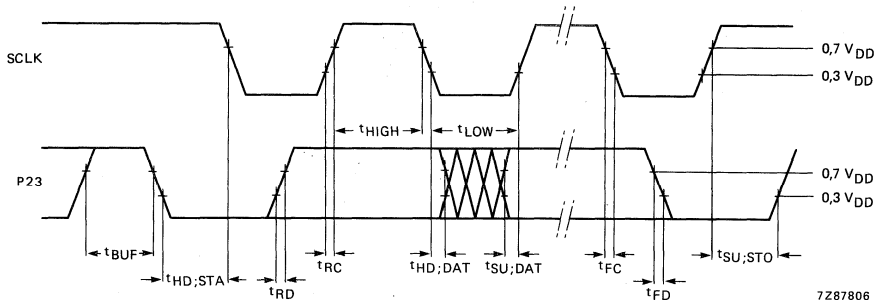 SCLK
0,7 VDD
0,3 VDD
tHIGH
tLOW
P23
0,7 VDD
0,3 VDD
tBUF
tHD;STA
tRD
tRC
tHD;DAT
tSU;DAT
tFC
tFD
tSU;STO
7Z87806